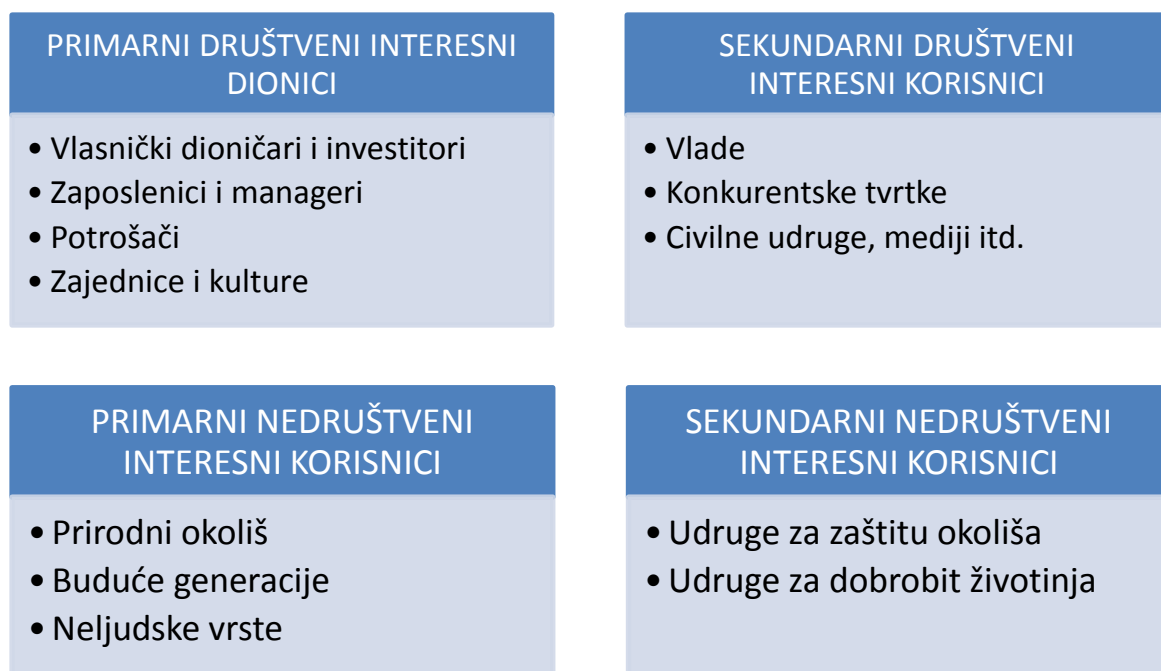 PRIMARNI DRUŠTVENI INTERESNI
DIONICI
• Vlasnički dioničari i investitori
• Zaposlenici i manageri
• Potrošači
• Zajednice i kulture
SEKUNDARNI DRUŠTVENI
INTERESNI KORISNICI
• Vlade
• Konkurentske tvrtke
• Civilne udruge, mediji itd.
PRIMARNI NEDRUŠTVENI
INTERESNI KORISNICI
• Prirodni okoliš
• Buduće generacije
• Neljudske vrste
SEKUNDARNI NEDRUŠTVENI
INTERESNI KORISNICI
• Udruge za zaštitu okoliša
• Udruge za dobrobit životinja